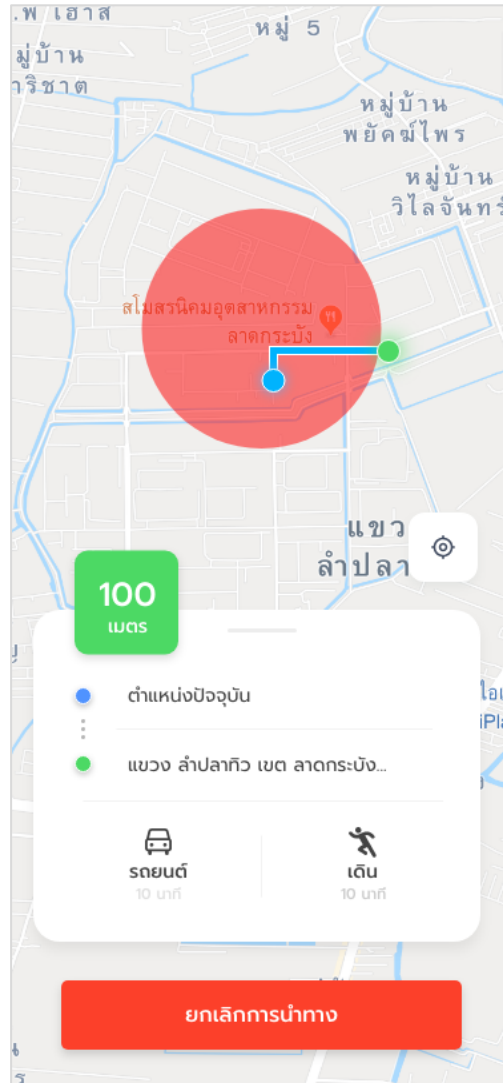 หมู่ 5
มู่บ้าน
าริชาต
หมู่บ้าน
พยัคฆ์ไพร
หมู่บ้าน
วิไลจันทร์
สโมสรนิคมอุตสาหกรรม
ลาดกระบัง
แขว
ลำปลา
100
เมตร
ตำแหน่งปัจจุบัน
iPla
แขวง ลำปลาทิว เขต ลาดกระบัง...
รถยนต์
เดิน
10 นาที
10 นาที
ยกเลิกการนำทาง